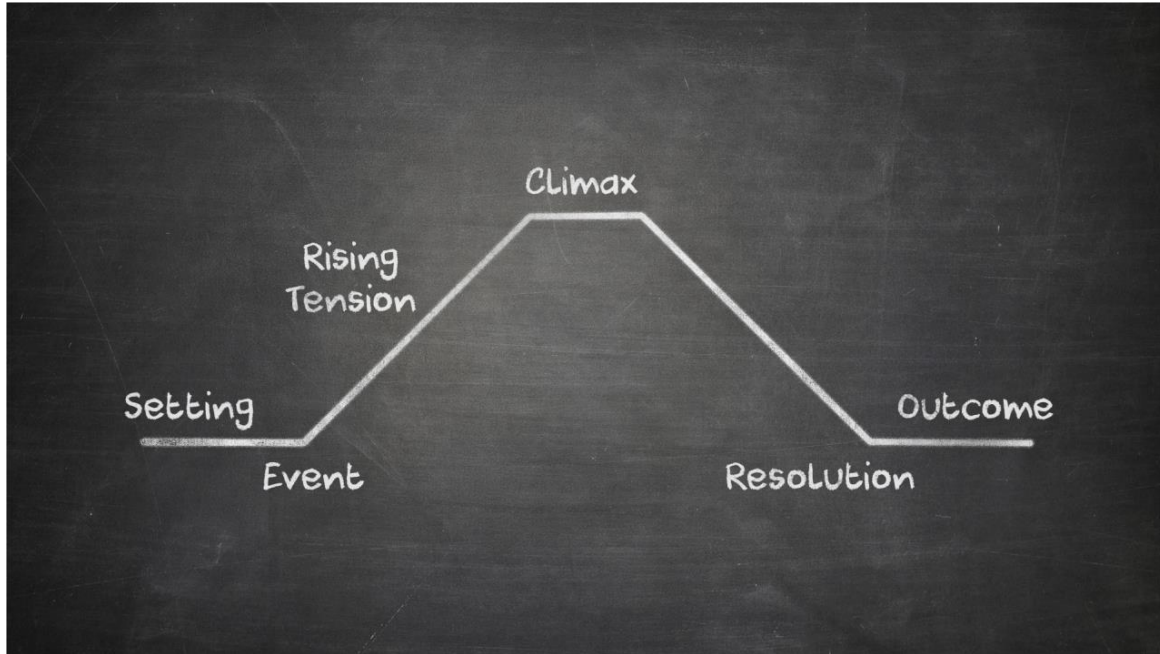 Climax
Rising
Tension
Setting
Outcome
Event
Resolution